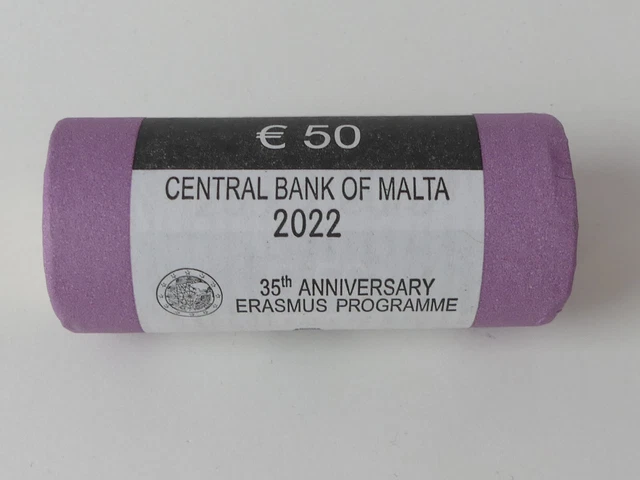 € 50
CENTRAL BANK OF MALTA
2022
35th ANNIVERSARY
ERASMUS PROGRAMME